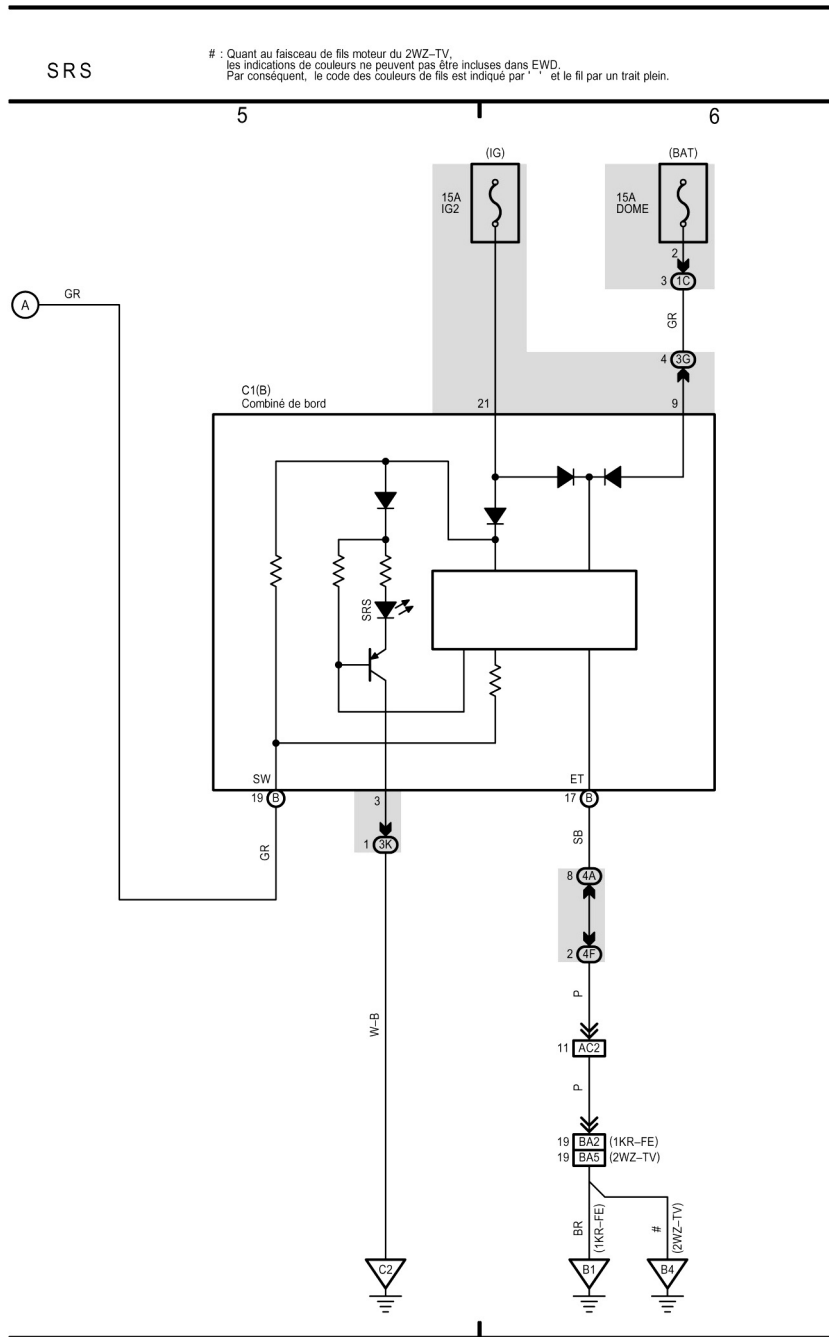 SRS
# : Quant au faisceau de fils moteur du 2WZ–TV,
les indications de couleurs ne peuvent pas être incluses dans EWD.
Par conséquent, le code des couleurs de fils est indiqué par ' ' et le fil par un trait plein.
5 6
(IG) (BAT)
15A
IG2
15A
DOME
2
3 1C
A GR
GR
4 3G
C1(B)
Combiné de bord
21 9
SRS
SW ET
19 B 3 17 B
GR SB
1 3K
8 4A
2 4F
P
W–B
11 AC2
P
19 BA2 (1KR–FE)
19 BA5 (2WZ–TV)
BR (1KR–FE) # (2WZ–TV)
C2 B1 B4